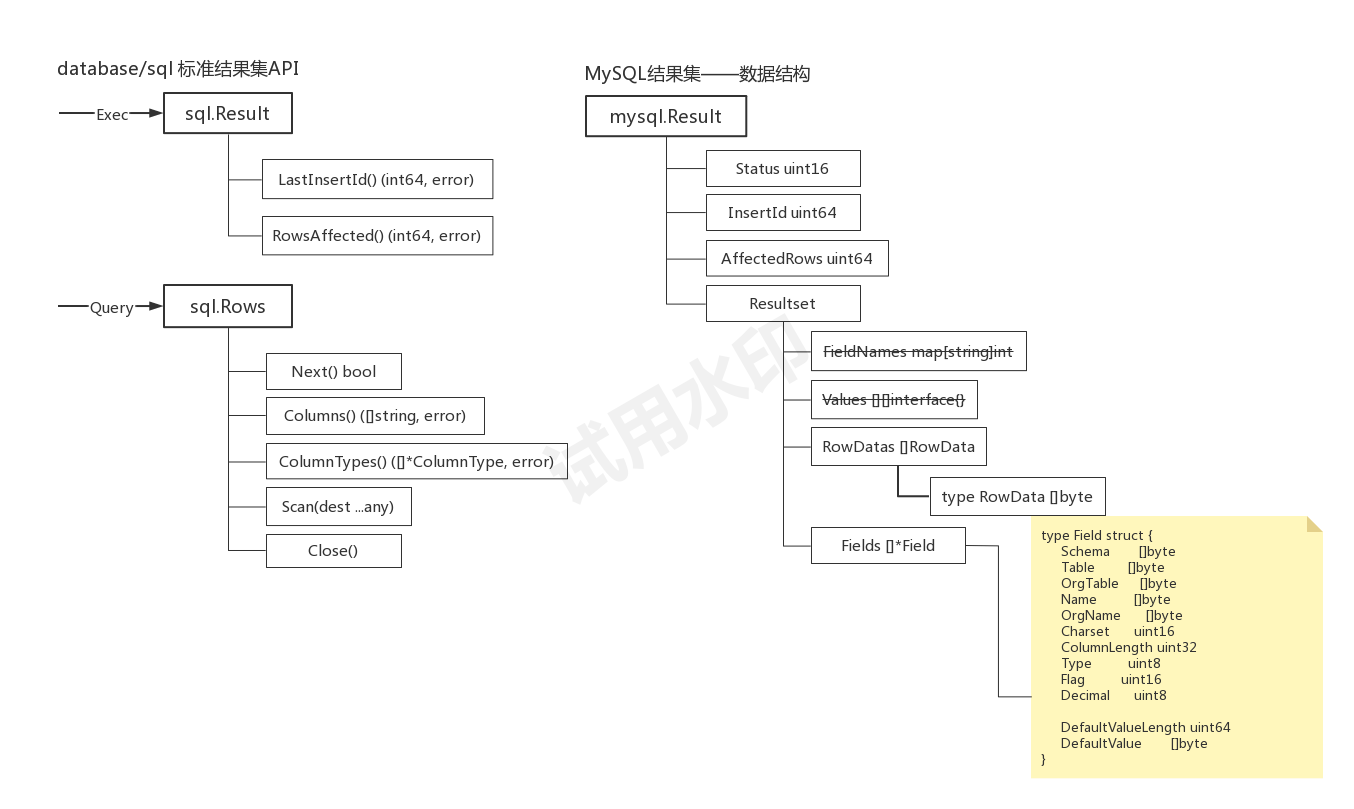 database/sql 标准结果集API
Exec
sql.Result
LastInsertId() (int64, error)
RowsAffected() (int64, error)
Query
sql.Rows
Next() bool
Columns() ([]string, error)
ColumnTypes() ([]*ColumnType, error)
Scan(dest ...any)
Close()
MySQL结果集——数据结构
mysql.Result
Status uint16
InsertId uint64
AffectedRows uint64
Resultset
FieldNames map[string]int
Values [][]interface{}
RowDatas []RowData
type RowData []byte
Fields []*Field
type Field struct {
Schema []byte
Table []byte
OrgTable []byte
Name []byte
OrgName []byte
Charset uint16
ColumnLength uint32
Type uint8
Flag uint16
Decimal uint8
DefaultValueLength uint64
DefaultValue []byte
}
试用水印